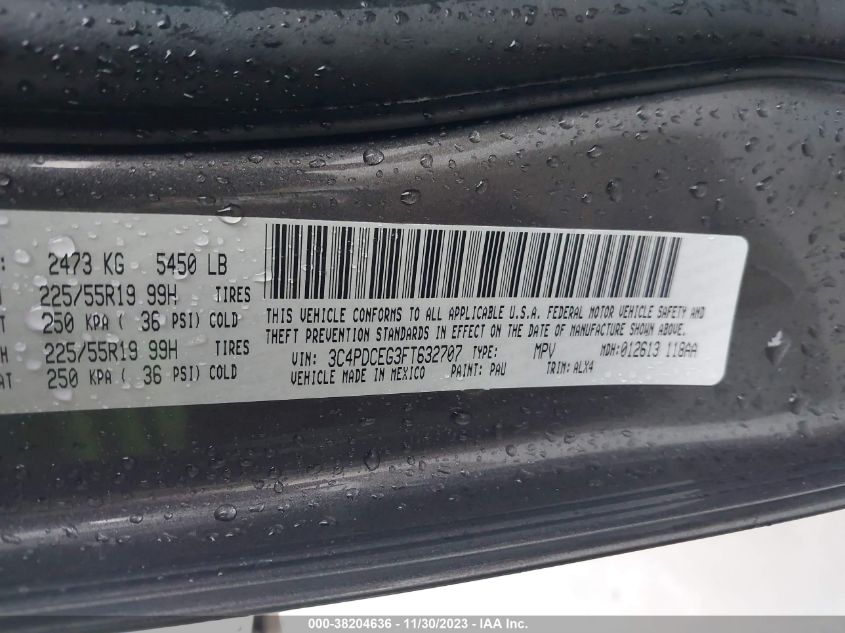 : 2473 KG 5450 LB
225/55R19 99H TIRES
T 250 KPA ( 36 PSI) COLD
H 225/55R19 99H TIRES
AT 250 KPA ( 36 PSI) COLD
THIS VEHICLE CONFORMS TO ALL APPLICABLE U.S.A. FEDERAL MOTOR VEHICLE SAFETY AND
THEFT PREVENTION STANDARDS IN EFFECT ON THE DATE OF MANUFACTURE SHOWN ABOVE.
VIN: 3C4PDCEG3FT632707 TYPE: MPV MDH:012613 118AA
VEHICLE MADE IN MEXICO PAINT: PAU TRIM: ALX4
000-38204636 - 11/30/2023 - IAA Inc.